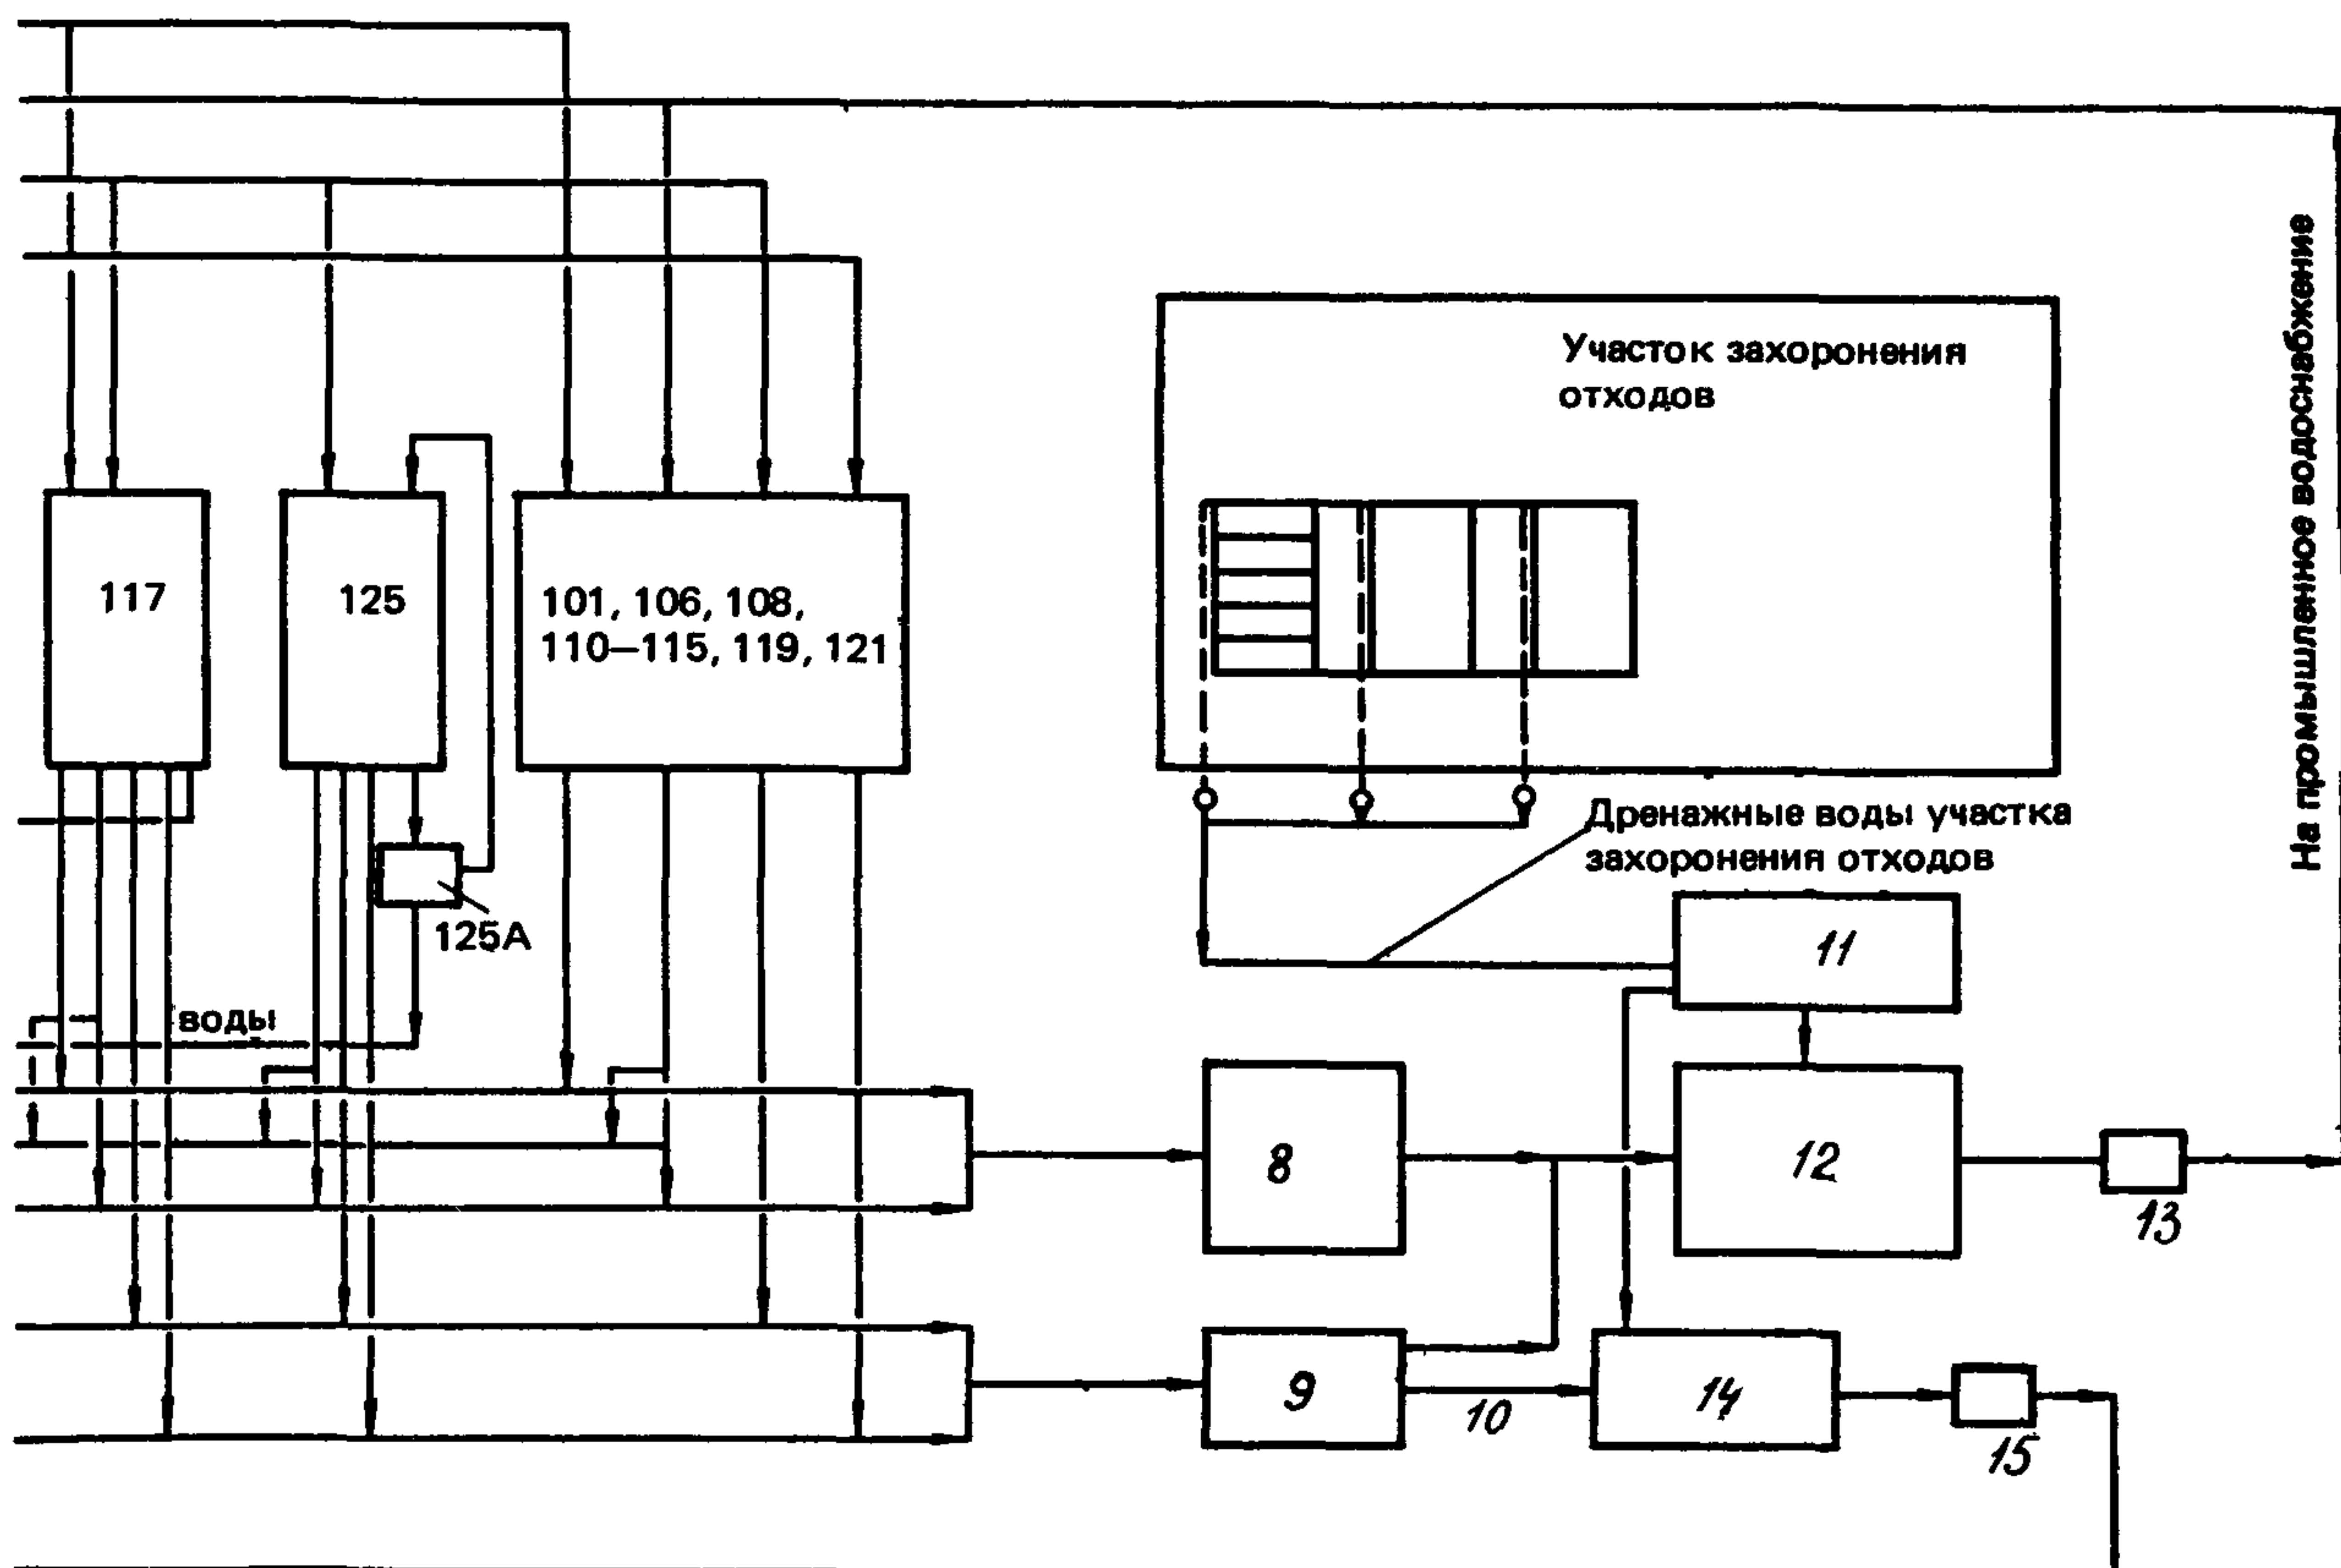 Участок захоронения
отходов
На промышленное водоснабжение
117
125
101, 106, 108,
110—115, 119, 121
Дренажные воды участка
захоронения отходов
125А
11
воды
8
12
13
9
10
14
15